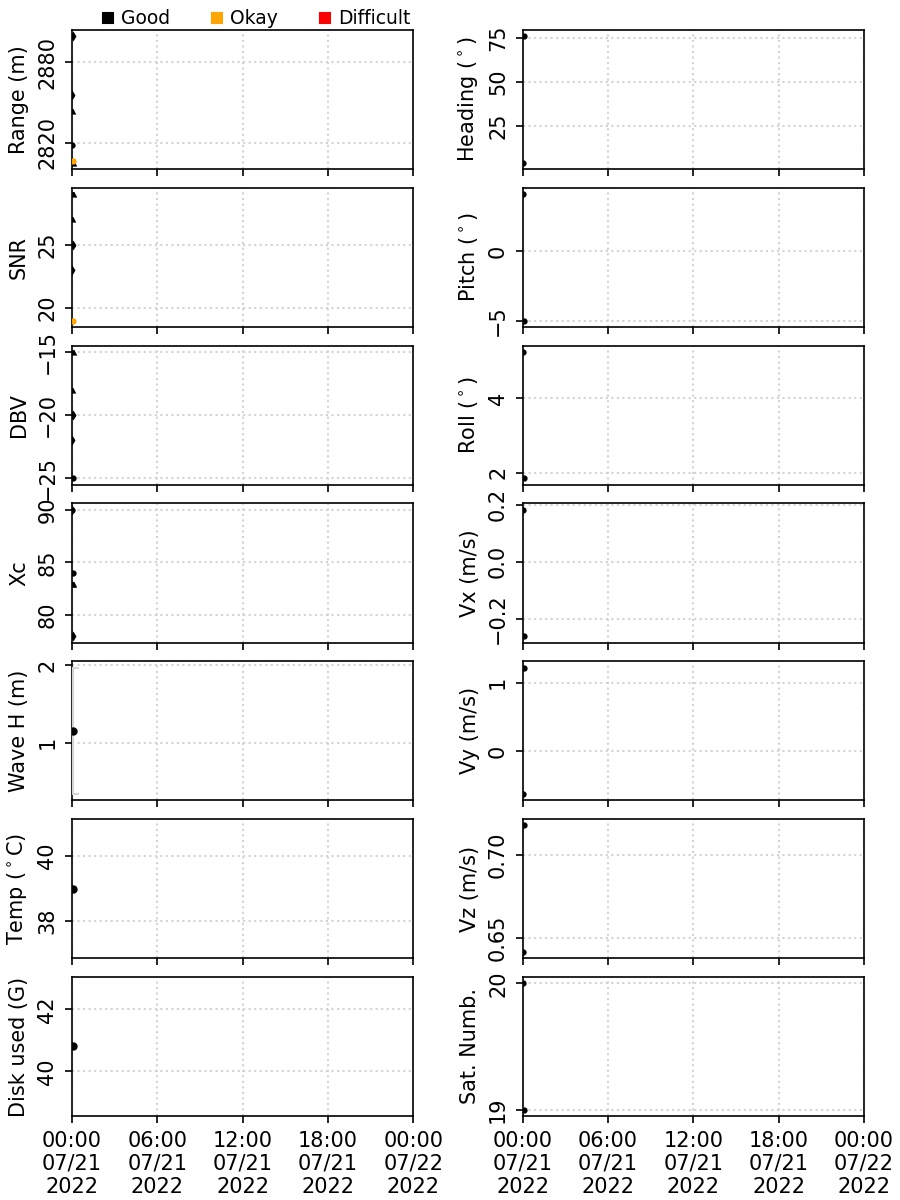 Good Okay Difficult
Range (m)
2880
2820
SNR
25
20
DBV
−15
−20
−25
Xc
90
85
80
Wave H (m)
2
1
Temp (°C)
40
38
Disk used (G)
42
40
00:00 06:00 12:00 18:00 00:00
07/21 07/21 07/21 07/21 07/22
2022 2022 2022 2022 2022
Heading (°)
75
50
25
Pitch (°)
0
−5
Roll (°)
4
2
Vx (m/s)
0.2
0.0
−0.2
Vy (m/s)
1
0
Vz (m/s)
0.70
0.65
Sat. Numb.
20
19
00:00 06:00 12:00 18:00 00:00
07/21 07/21 07/21 07/21 07/22
2022 2022 2022 2022 2022